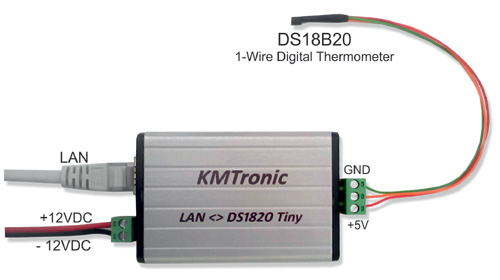 DS18B20
1-Wire Digital Thermometer
LAN
KMTronic
GND
+12VDC
LAN <> DS1820 Tiny
+5V
- 12VDC